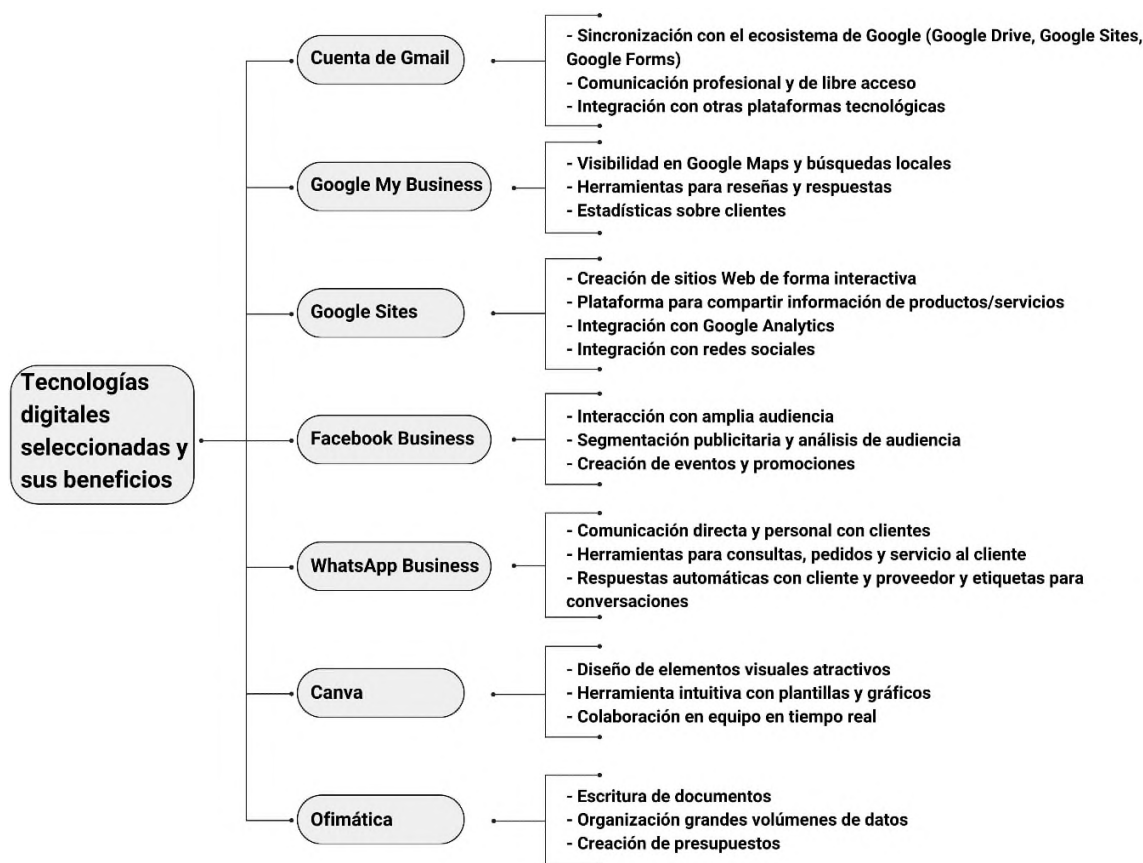 Tecnologías
digitales
seleccionadas y
sus beneficios
Cuenta de Gmail
- Sincronización con el ecosistema de Google (Google Drive, Google Sites,
Google Forms)
- Comunicación profesional y de libre acceso
- Integración con otras plataformas tecnológicas
Google My Business
- Visibilidad en Google Maps y búsquedas locales
- Herramientas para reseñas y respuestas
- Estadísticas sobre clientes
Google Sites
- Creación de sitios Web de forma interactiva
- Plataforma para compartir información de productos/servicios
- Integración con Google Analytics
- Integración con redes sociales
Facebook Business
- Interacción con amplia audiencia
- Segmentación publicitaria y análisis de audiencia
- Creación de eventos y promociones
WhatsApp Business
- Comunicación directa y personal con clientes
- Herramientas para consultas, pedidos y servicio al cliente
- Respuestas automáticas con cliente y proveedor y etiquetas para
conversaciones
Canva
- Diseño de elementos visuales atractivos
- Herramienta intuitiva con plantillas y gráficos
- Colaboración en equipo en tiempo real
Ofimática
- Escritura de documentos
- Organización grandes volúmenes de datos
- Creación de presupuestos